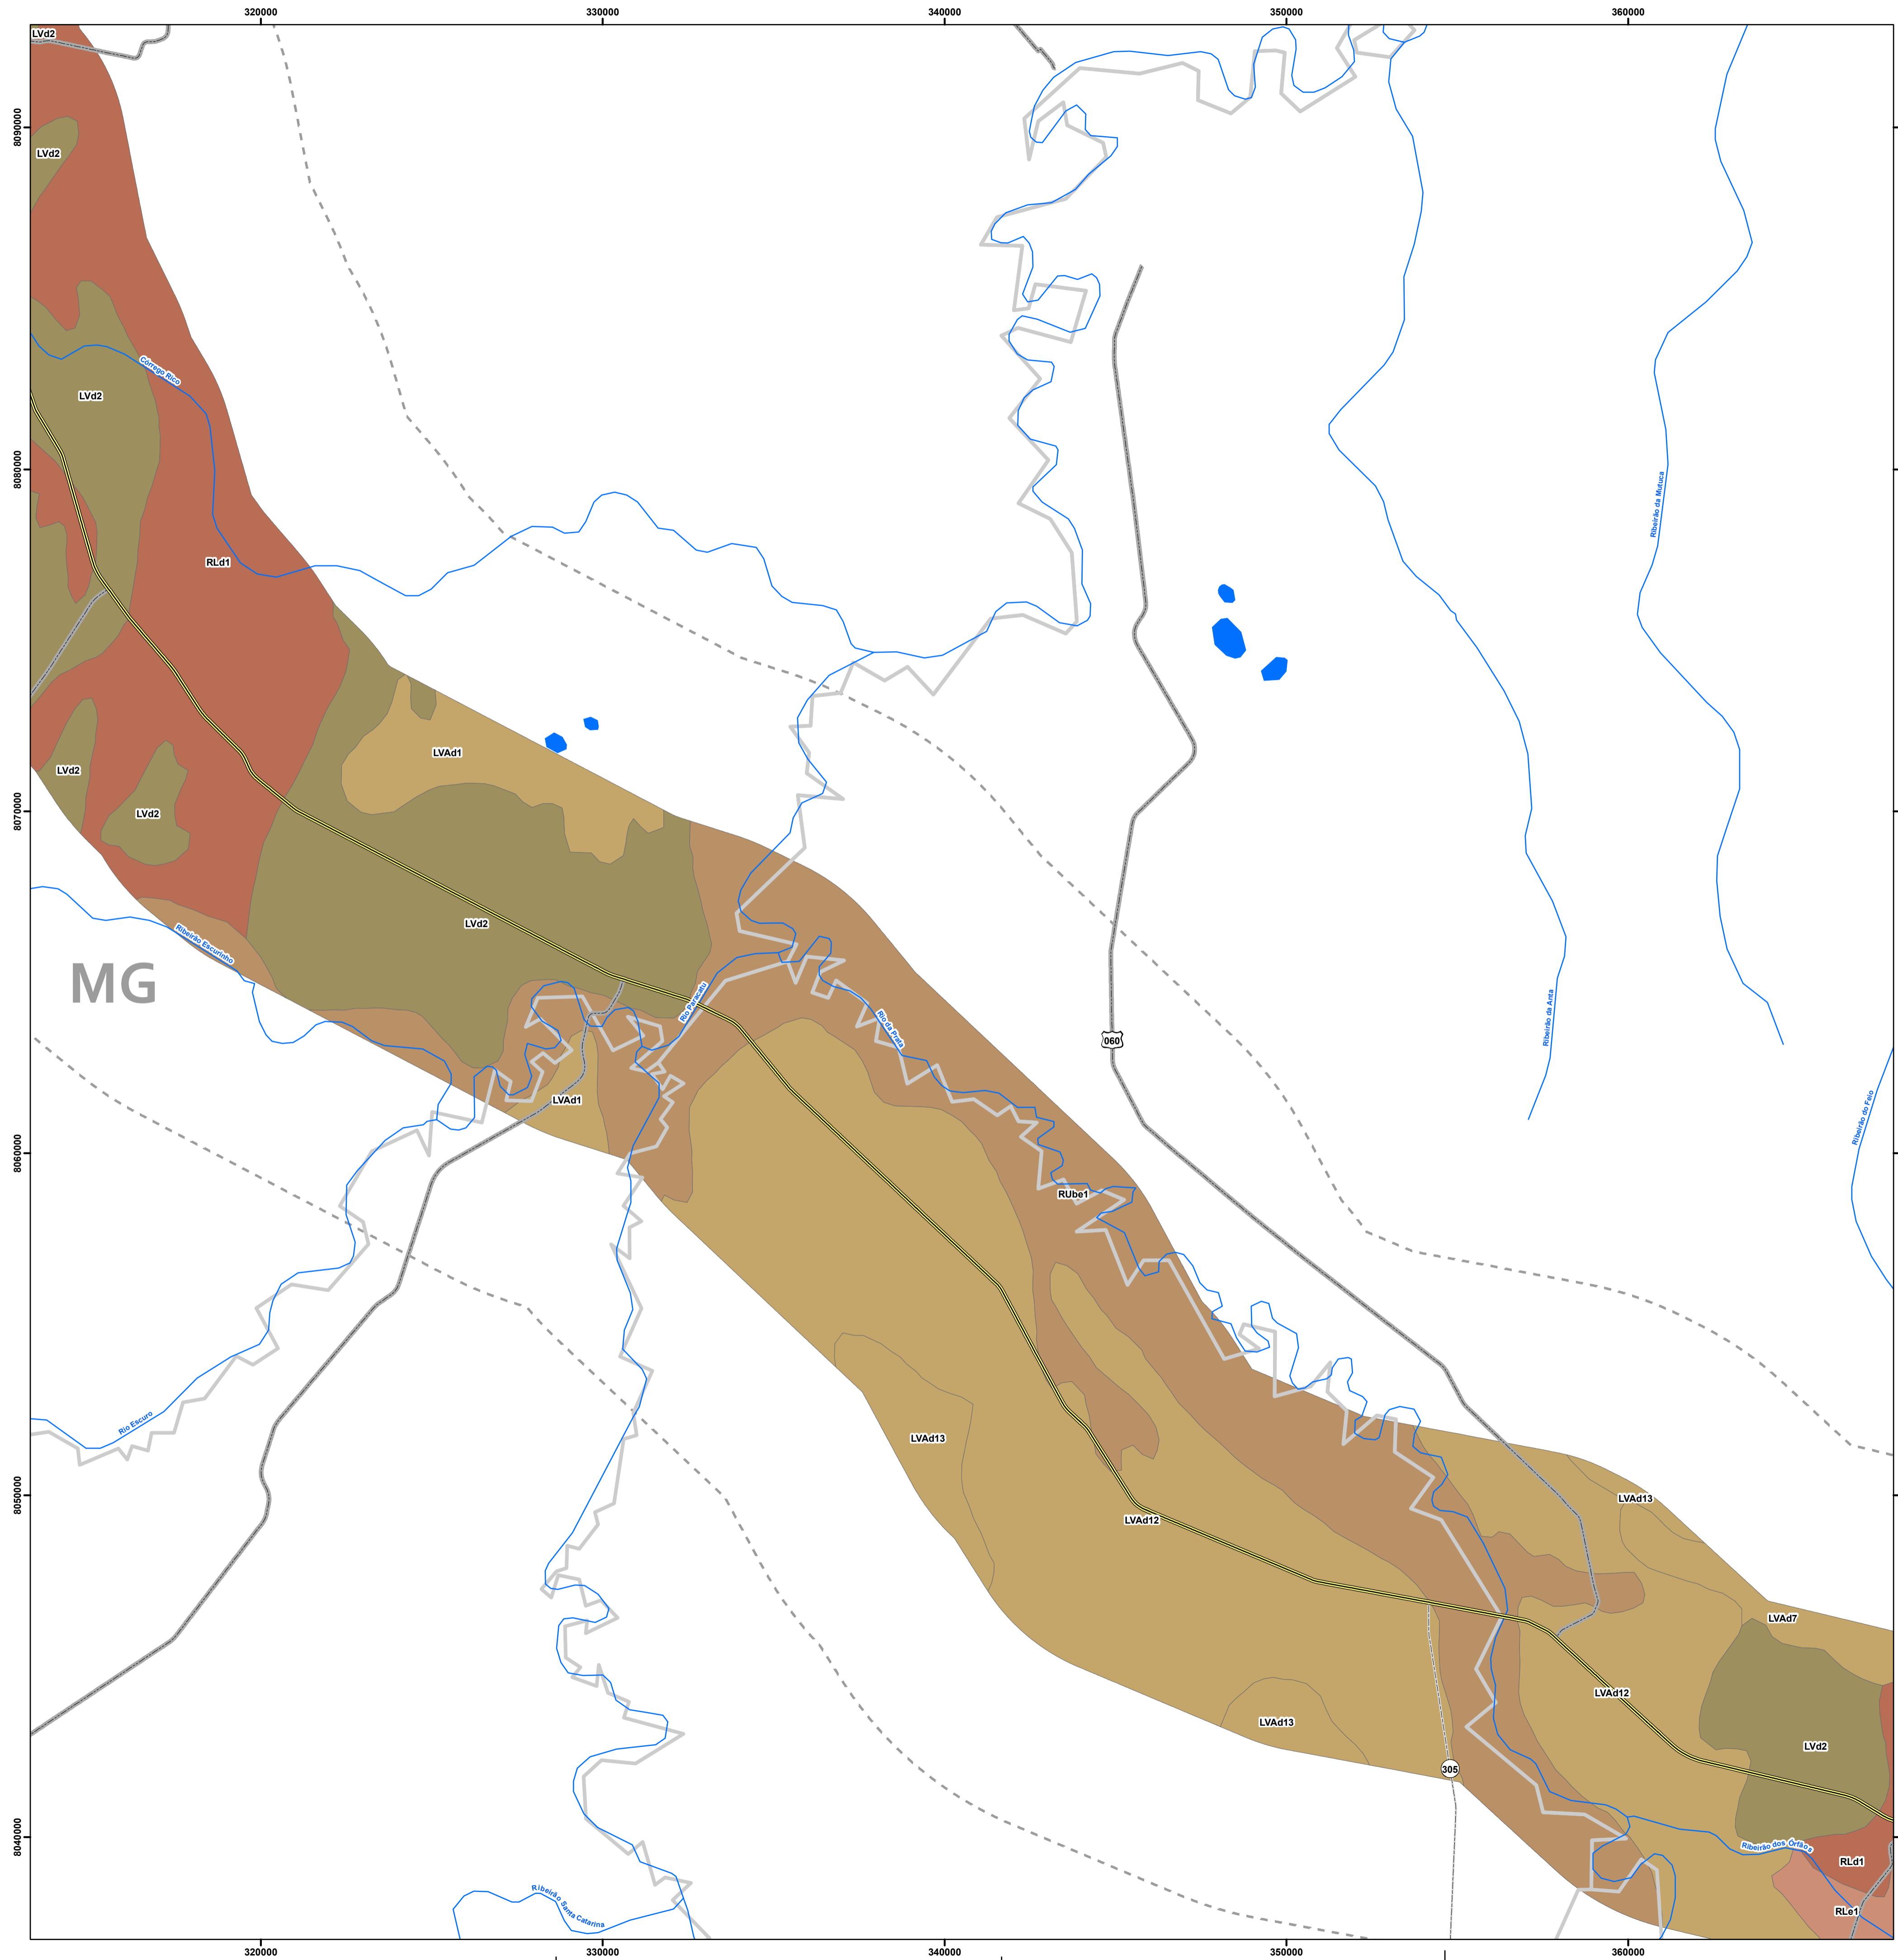 320000
330000
340000
350000
360000
LVd2
8090000
LVd2
Córrego Rico
LVd2
8080000
Ribeirão da Mutuca
RLd1
LVAd1
LVd2
LVd2
8070000
LVd2
Ribeirão Escurinho
MG
Rio Paracatu
Rio da Prata
Ribeirão da Anta
060
LVAd1
Ribeirão do Feio
8060000
RUbe1
Rio Escuro
LVAd13
8050000
LVAd13
LVAd12
LVAd7
LVAd12
LVAd13
LVd2
305
8040000
Ribeirão dos Órfãos
RLd1
Ribeirão Santa Catarina
RLe1
320000
330000
340000
350000
360000